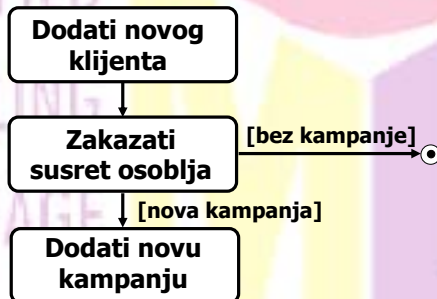 Dodati novog
klijenta
Zakazati
susret osoblja
[bez kampanje]
[nova kampanja]
Dodati novu
kampanju